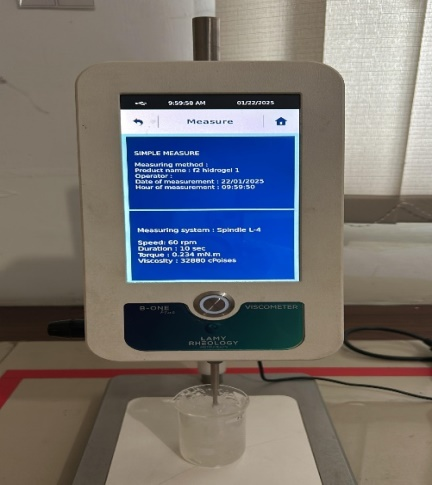 9:59:58 AM 01/22/2025
Measure
SIMPLE MEASURE
Measuring method :
Product name : f2 hidrogel 1
Operator :
Date of measurement : 22/01/2025
Hour of measurement : 09:59:50
Measuring system : Spindle L-4
Speed: 60 rpm
Duration : 10 sec
Torque : 0.234 mN.m
Viscosity : 32880 cPoises
B-ONE VISCOMETER
LAMY
RHEOLOGY